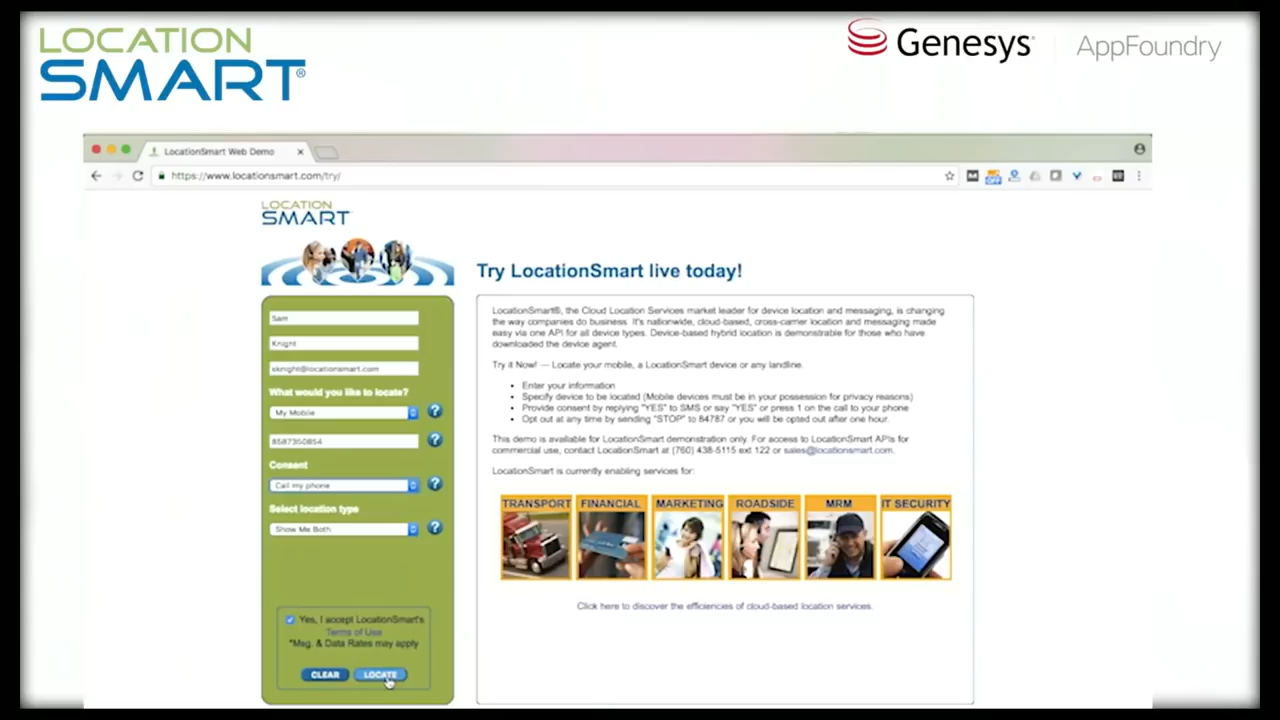 LOCATION
SMART®
Genesys
AppFoundry
LocationSmart Web Demo
https://www.locationsmart.com/try/
LOCATION
SMART
Try LocationSmart live today!
Sam
Knight
sknight@locationsmart.com
What would you like to locate?
My Mobile
8587350854
Consent
Call my phone
Select location type
Show Me Both
Yes, I accept LocationSmart's
Terms of Use
*Msg. & Data Rates may apply
CLEAR
LOCATE
LocationSmart®, the Cloud Location Services market leader for device location and messaging, is changing
the way companies do business. It's nationwide, cloud-based, cross-carrier location and messaging made
easy via one API for all device types. Device-based hybrid location is demonstrable for those who have
downloaded the device agent.
Try it Now! — Locate your mobile, a LocationSmart device or any landline.
• Enter your information
• Specify device to be located (Mobile devices must be in your possession for privacy reasons)
• Provide consent by replying "YES" to SMS or say "YES" or press 1 on the call to your phone
• Opt out at any time by sending "STOP" to 84787 or you will be opted out after one hour.
This demo is available for LocationSmart demonstration only. For access to LocationSmart APIs for
commercial use, contact LocationSmart at (760) 438-5115 ext 122 or sales@locationsmart.com.
LocationSmart is currently enabling services for:
TRANSPORT
FINANCIAL
MARKETING
ROADSIDE
MRM
IT SECURITY
Click here to discover the efficiencies of cloud-based location services.